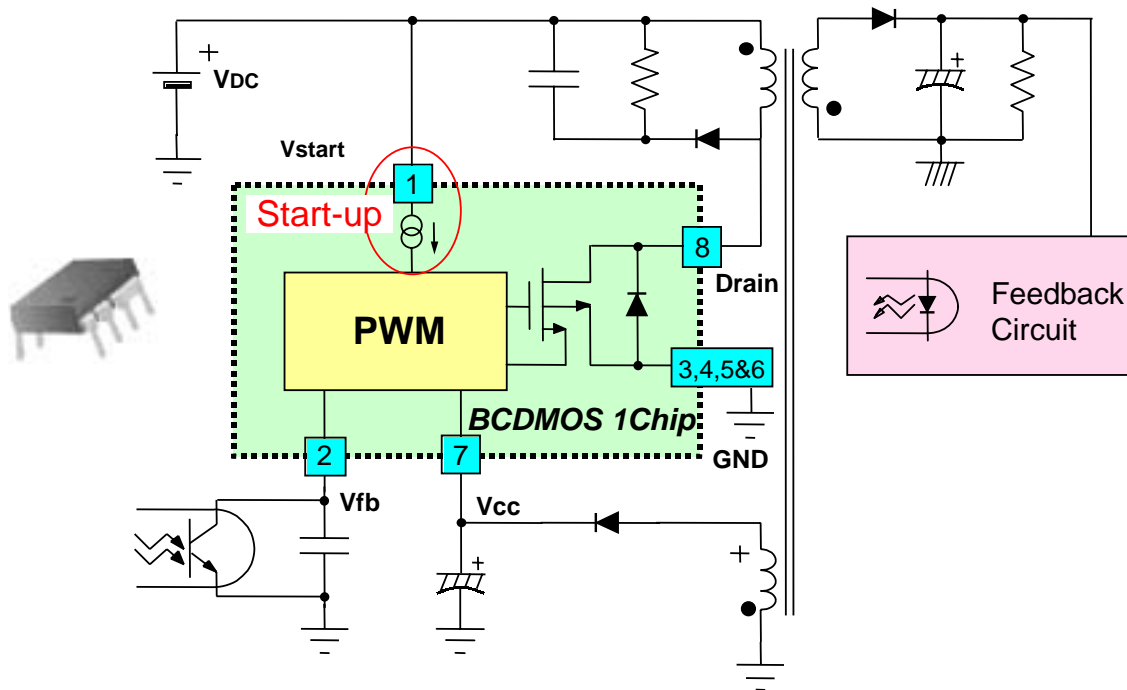 +
VDC
+
Vstart
1
Start-up
8
Drain
PWM
3,4,5&6
Feedback
Circuit
BCDMOS 1Chip
2
7
GND
Vfb
Vcc
+
+